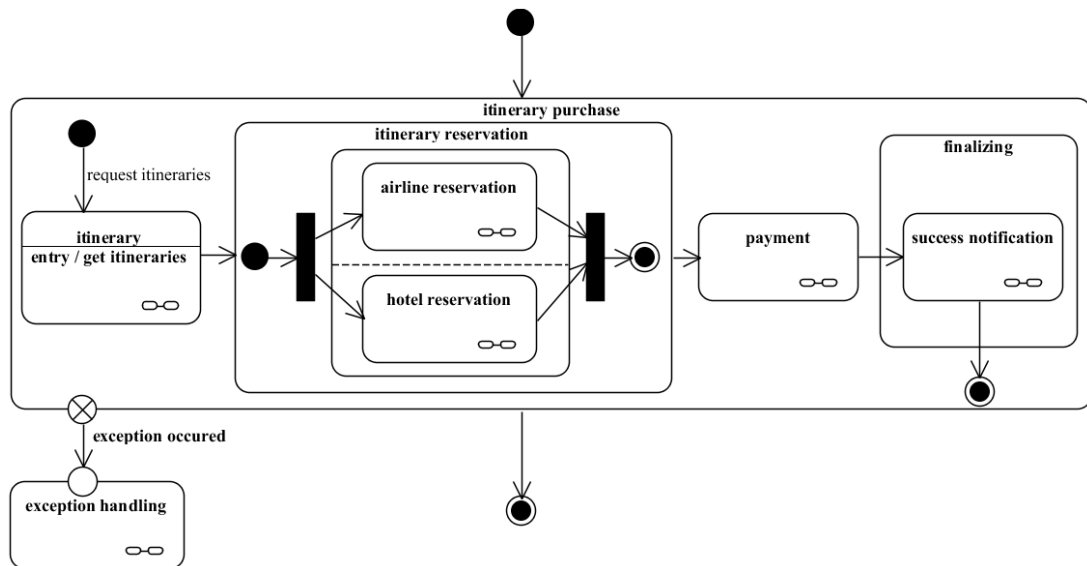 itinerary purchase
request itineraries
itinerary
entry / get itineraries
itinerary reservation
airline reservation
hotel reservation
payment
finalizing
success notification
exception occured
exception handling